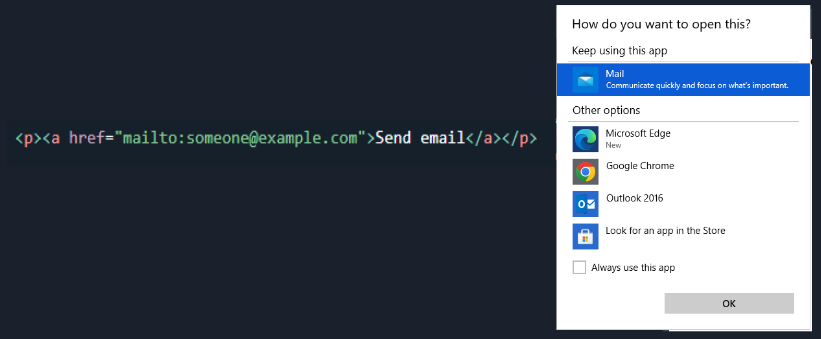 <p><a href="mailto:someone@example.com">Send email</a></p>
How do you want to open this?
Keep using this app
Mail
Communicate quickly and focus on what's important.
Other options
Microsoft Edge
New
Google Chrome
Outlook 2016
Look for an app in the Store
Always use this app
OK